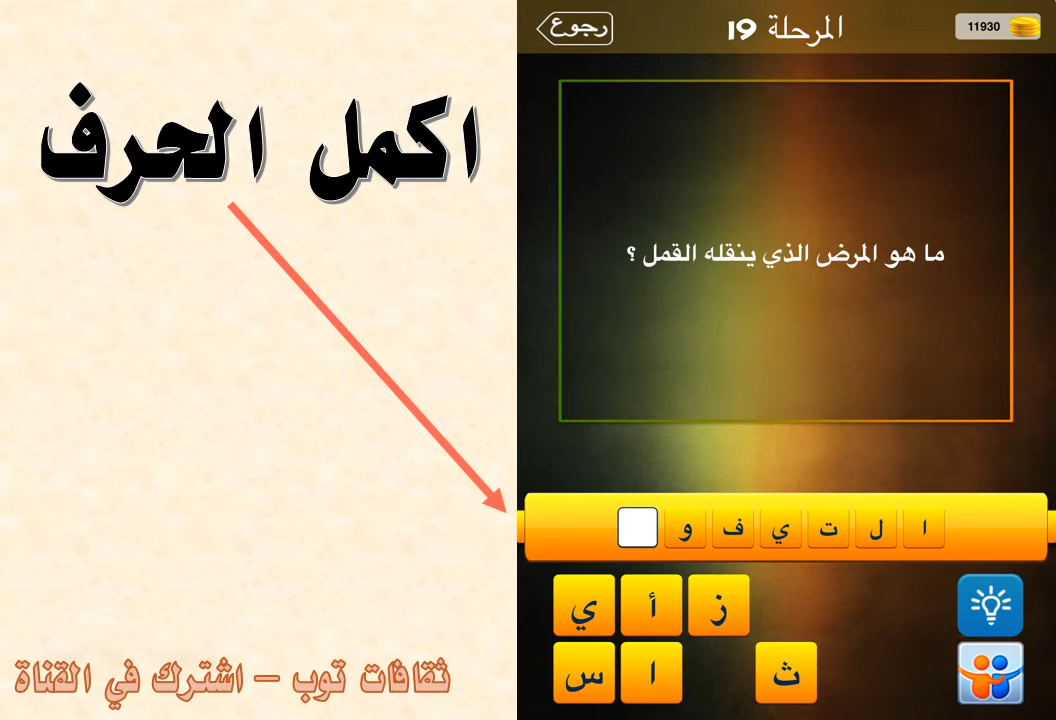 اكمل الحرف
ثقافات توب – اشترك في القناة
رجوع
المرحلة 19
11930
ما هو المرض الذي ينقله القمل ؟
ا ل ت ي ف و
ي أ ز
س ا ث